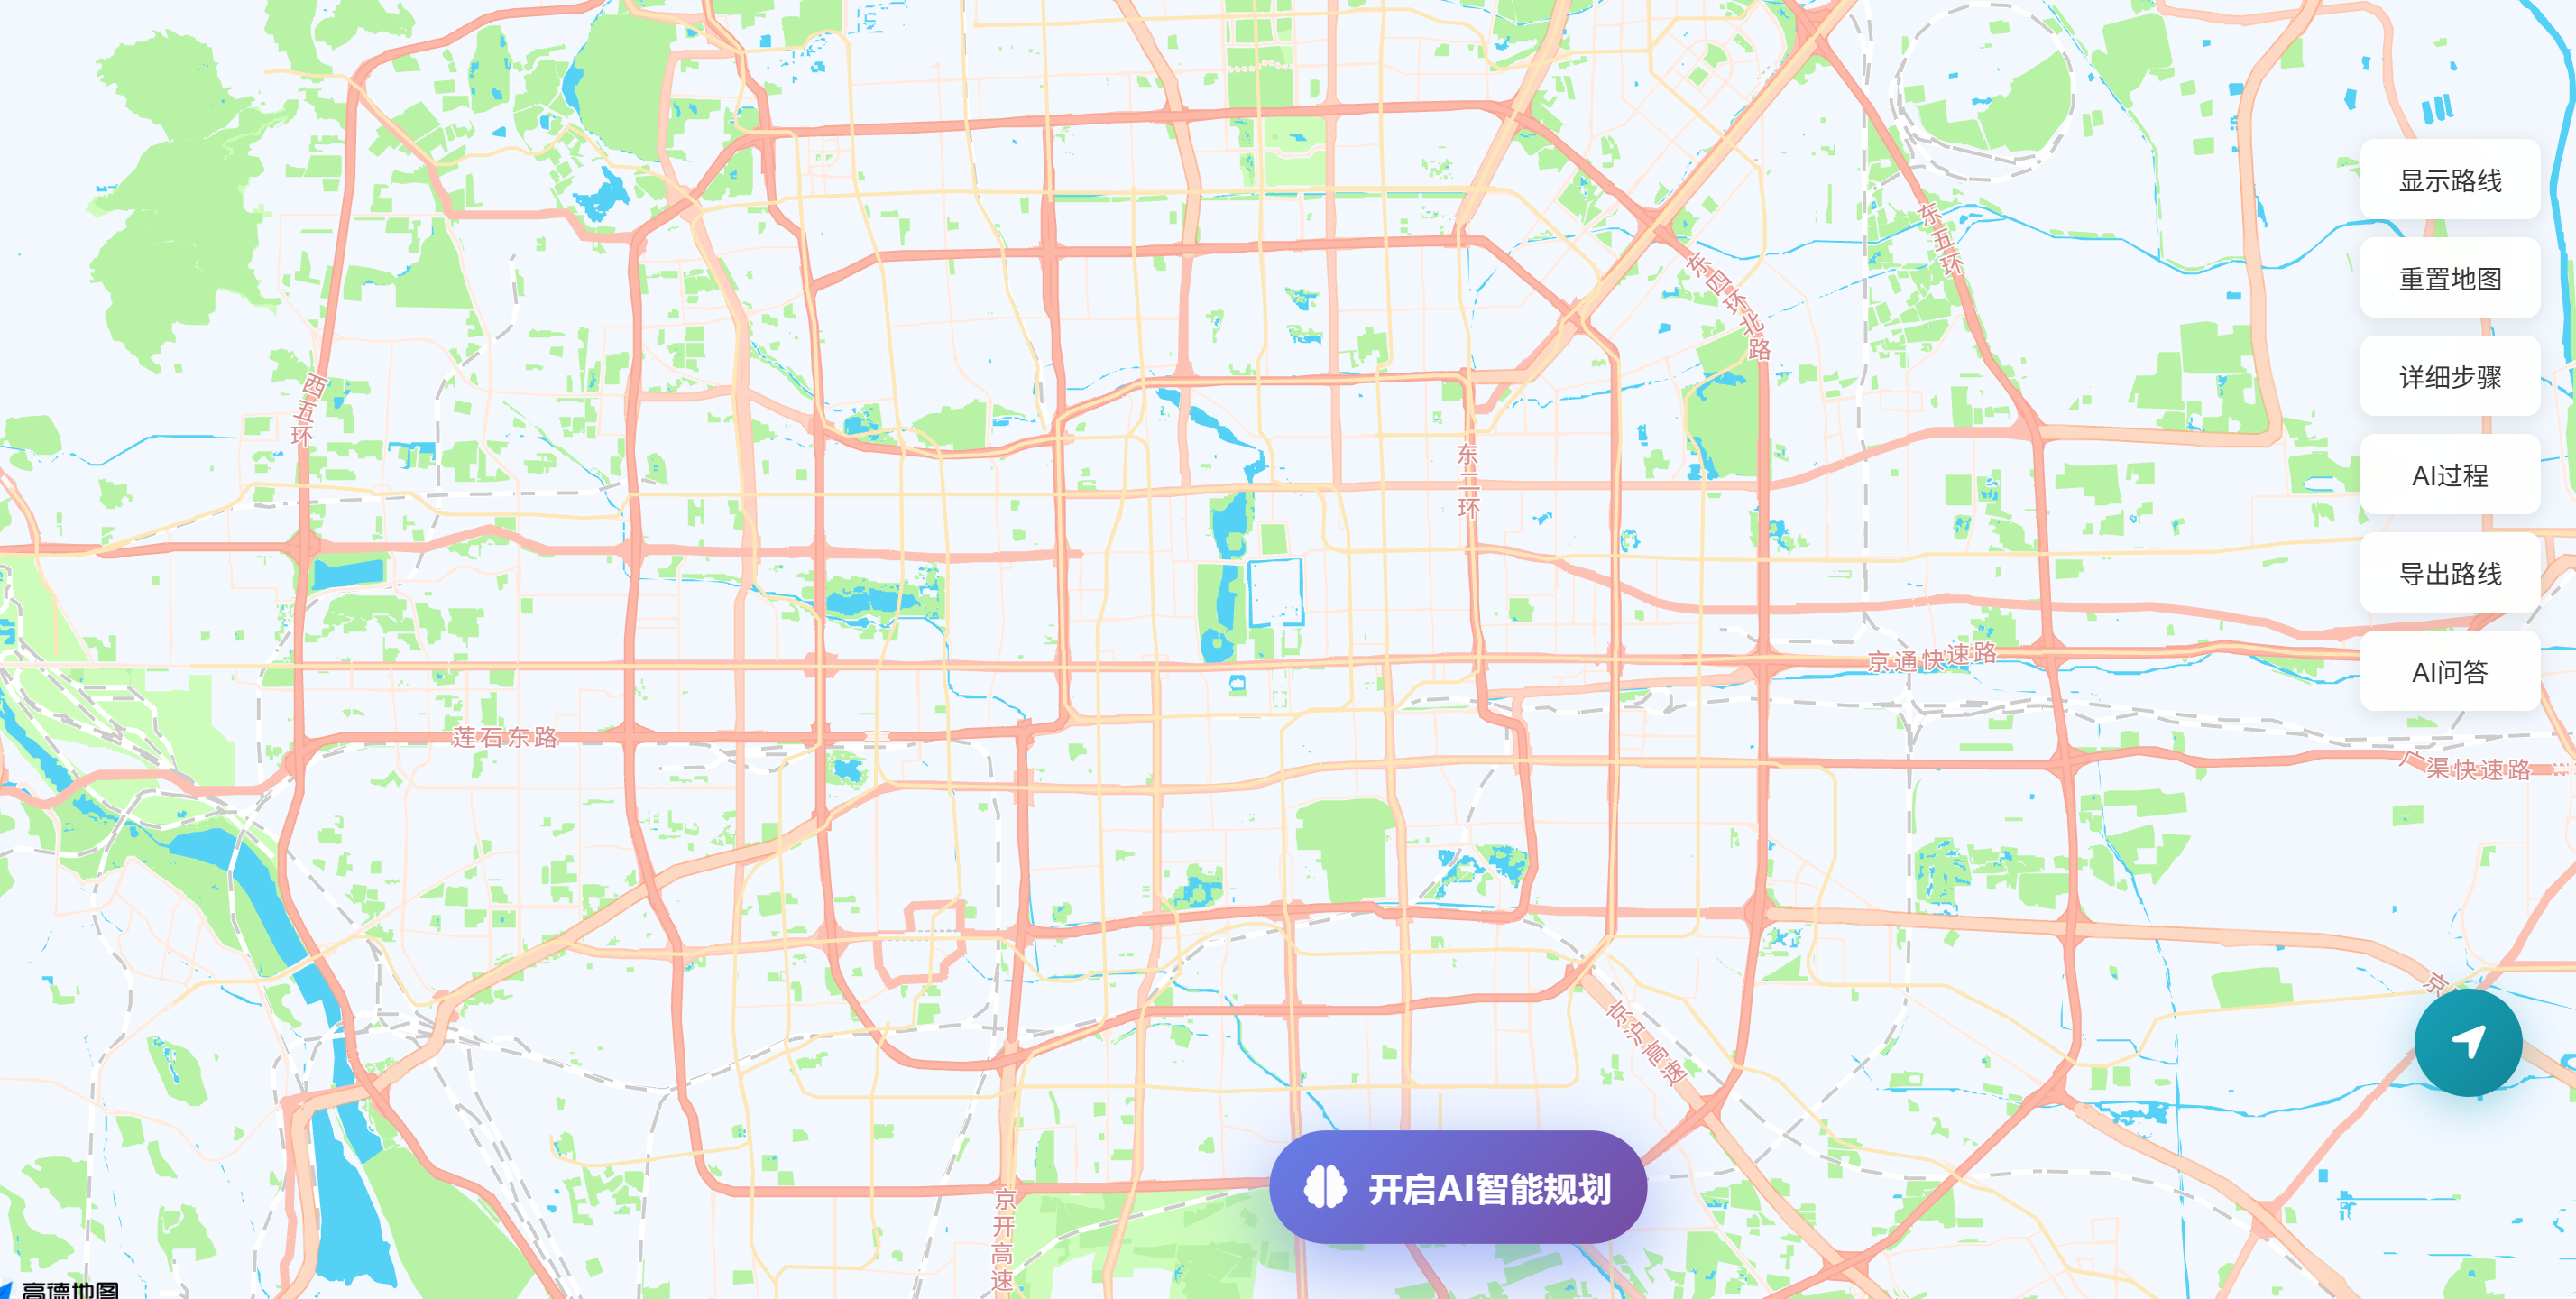 显示路线
东五环
重置地图
东四环北路
详细步骤
西五环
东二环
AI过程
导出路线
京通快速路
AI问答
莲石东路
广渠快速路
京
京沪高速
开启AI智能规划
京开高速
高德地图